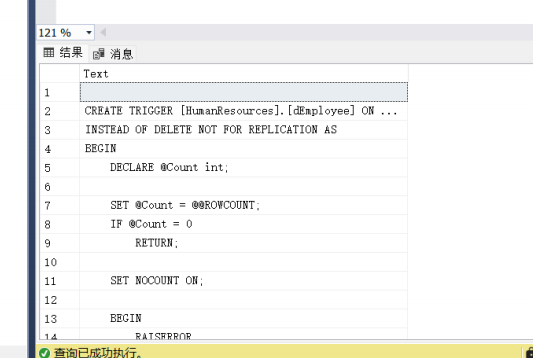 121 %
结果 消息
Text
1
2 CREATE TRIGGER [HumanResources].[dEmployee] ON ...
3 INSTEAD OF DELETE NOT FOR REPLICATION AS
4 BEGIN
5 DECLARE @Count int;
6
7 SET @Count = @@ROWCOUNT;
8 IF @Count = 0
9 RETURN;
10
11 SET NOCOUNT ON;
12
13 BEGIN
14 RAISERROR
查询已成功执行。